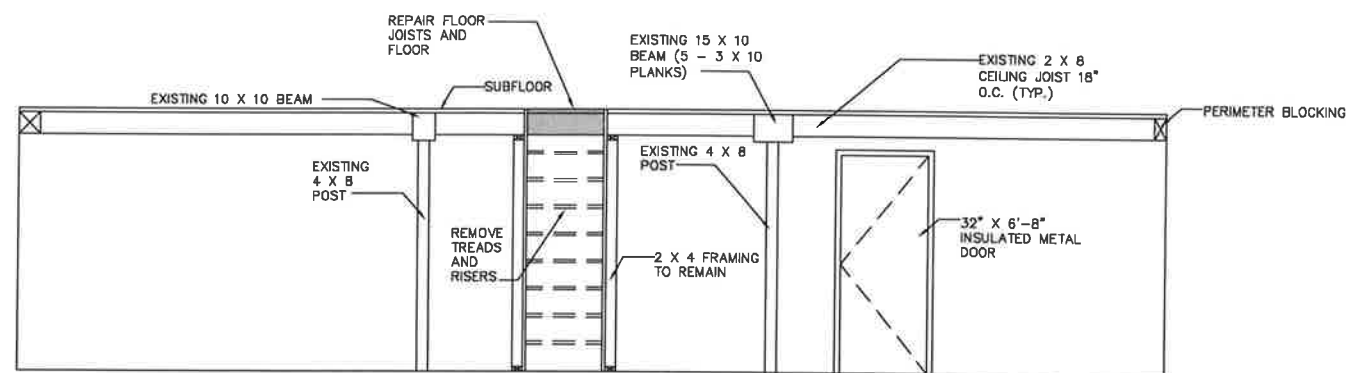 REPAIR FLOOR
JOISTS AND
FLOOR
EXISTING 15 X 10
BEAM (5 - 3 X 10
PLANKS)
EXISTING 2 X 8
CEILING JOIST 18"
O.C. (TYP.)
SUBFLOOR
EXISTING 10 X 10 BEAM
PERIMETER BLOCKING
EXISTING
4 X 8
POST
EXISTING 4 X 8
POST
REMOVE
TREADS
AND
RISERS
2 X 4 FRAMING
TO REMAIN
32" X 6'-8"
INSULATED METAL
DOOR